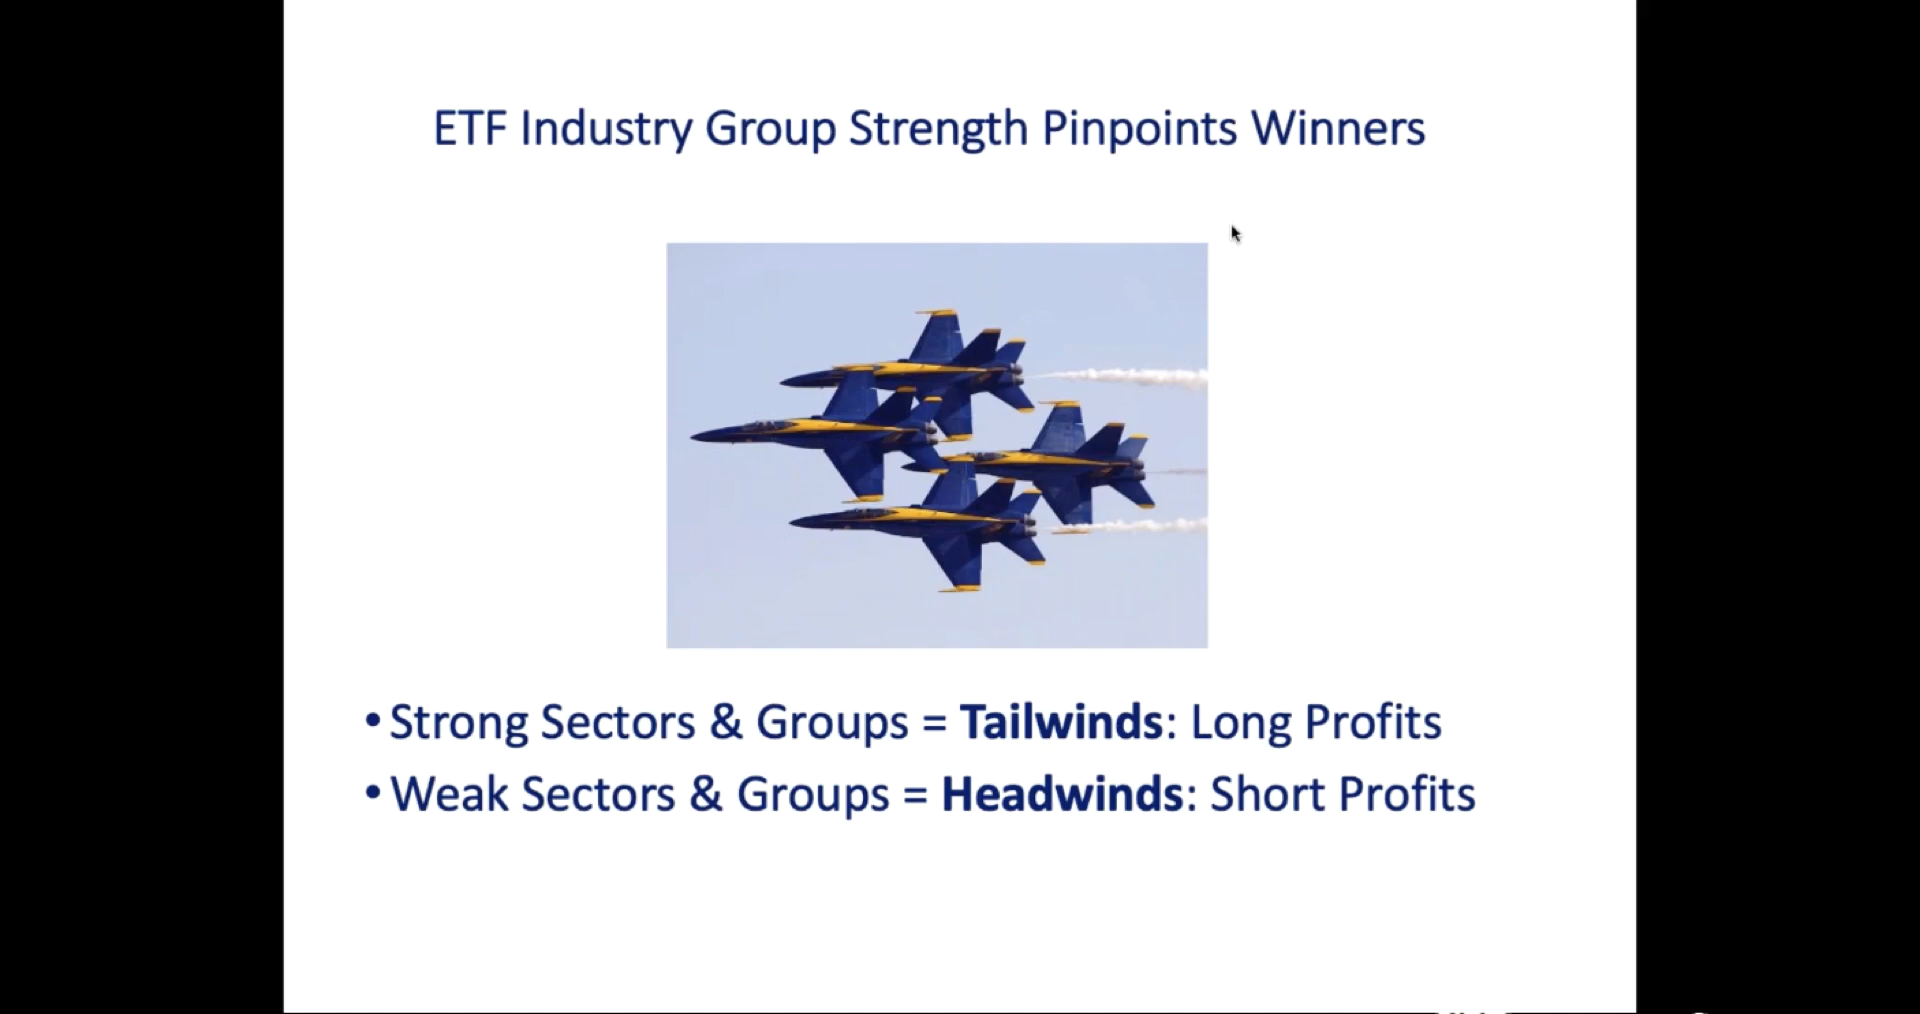 ETF Industry Group Strength Pinpoints Winners
• Strong Sectors & Groups = Tailwinds: Long Profits
• Weak Sectors & Groups = Headwinds: Short Profits